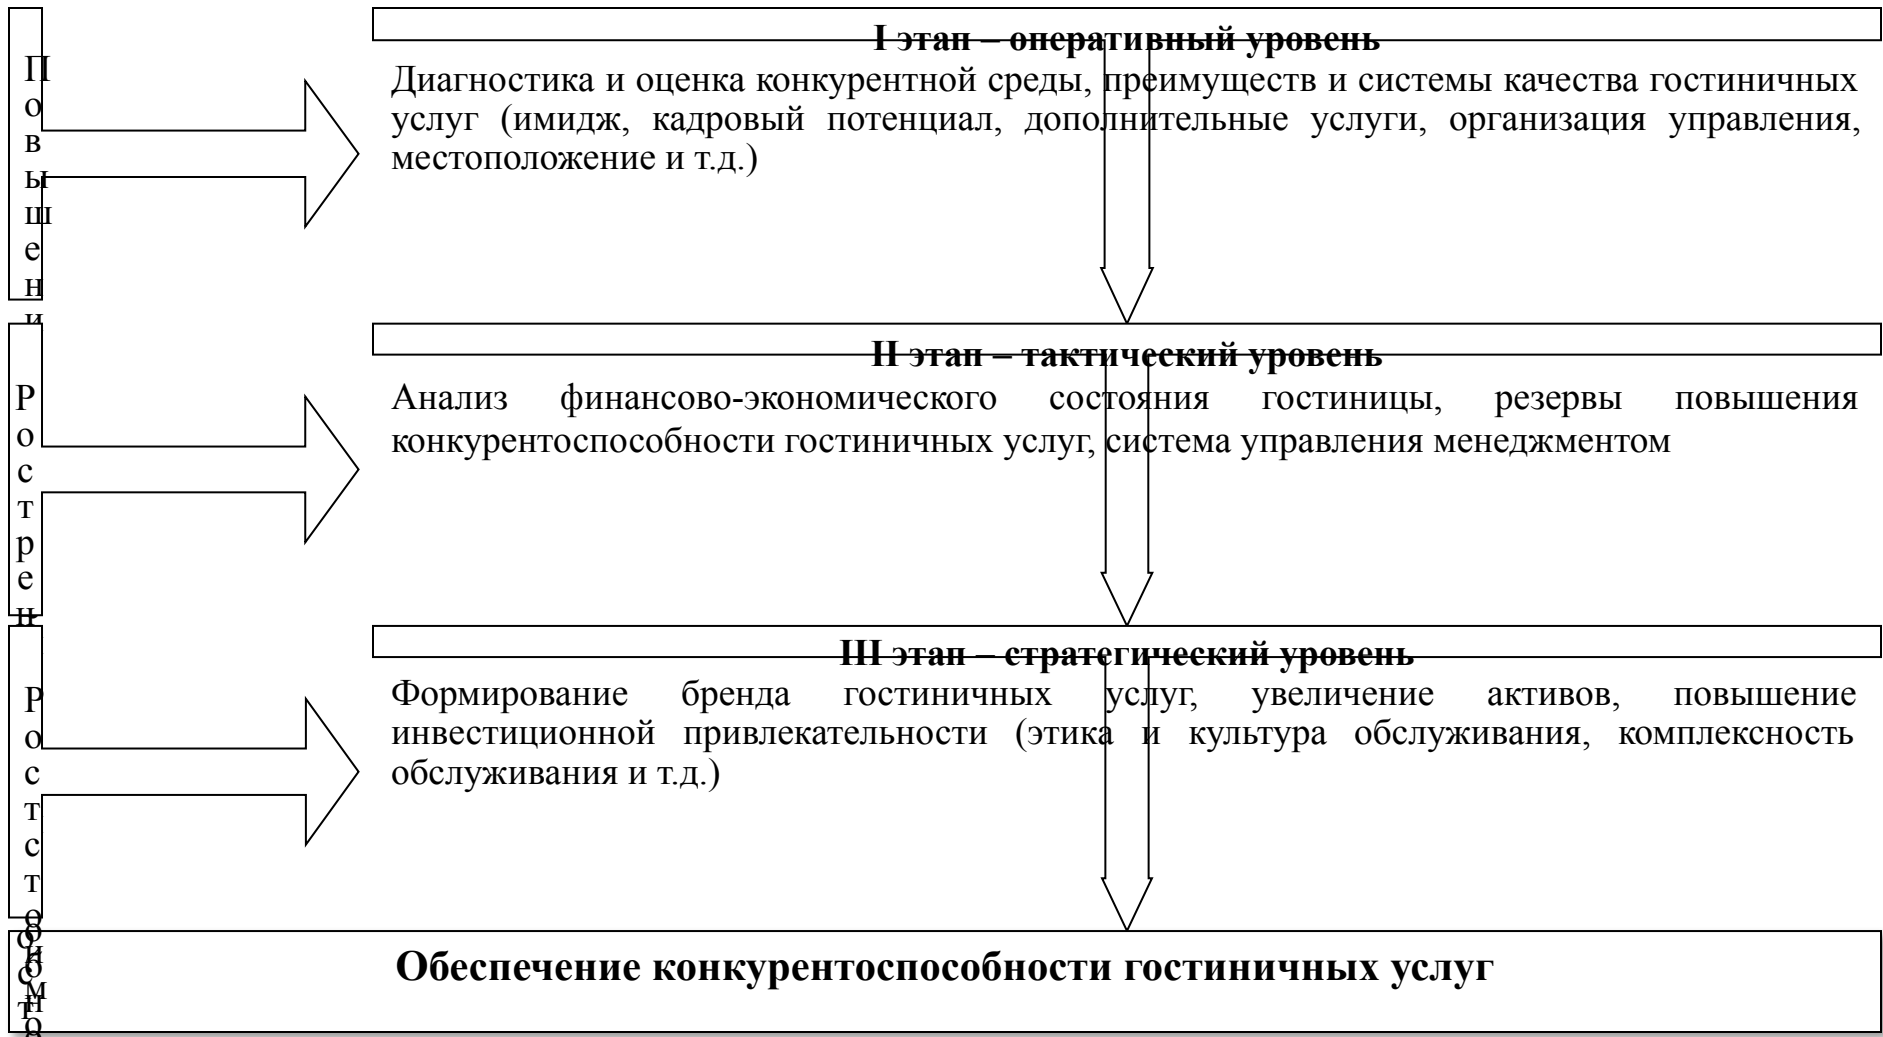 I этап – оперативный уровень
Диагностика и оценка конкурентной среды, преимуществ и системы качества гостиничных
услуг (имидж, кадровый потенциал, дополнительные услуги, организация управления,
местоположение и т.д.)
П
о
в
ы
ш
е
н
и
II этап – тактический уровень
Анализ финансово-экономического состояния гостиницы, резервы повышения
конкурентоспособности гостиничных услуг, система управления менеджментом
Р
о
с
т
р
е
н
III этап – стратегический уровень
Формирование бренда гостиничных услуг, увеличение активов, повышение
инвестиционной привлекательности (этика и культура обслуживания, комплексность
обслуживания и т.д.)
Р
о
с
т
с
т
о
и
м
о
Обеспечение конкурентоспособности гостиничных услуг